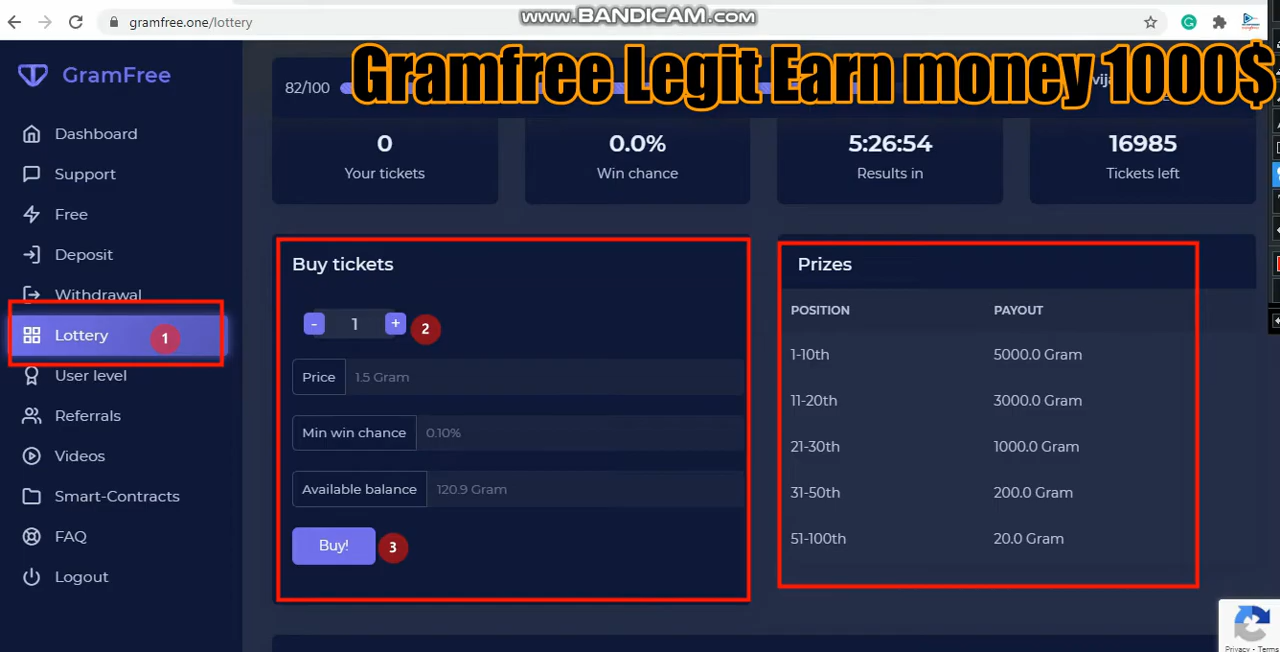 gramfree.one/lottery
www.BANDICAM.com
Gramfree Legit Earn money 1000$
GramFree
Dashboard
Support
Free
Deposit
Withdrawal
Lottery
1
User level
Referrals
Videos
Smart-Contracts
FAQ
Logout
82/100
0
Your tickets
0.0%
Win chance
5:26:54
Results in
16985
Tickets left
Buy tickets
-
1
+
2
Price
1.5 Gram
Min win chance
0.10%
Available balance
120.9 Gram
Buy!
3
Prizes
POSITION PAYOUT
1-10th 5000.0 Gram
11-20th 3000.0 Gram
21-30th 1000.0 Gram
31-50th 200.0 Gram
51-100th 20.0 Gram
Privacy - Terms